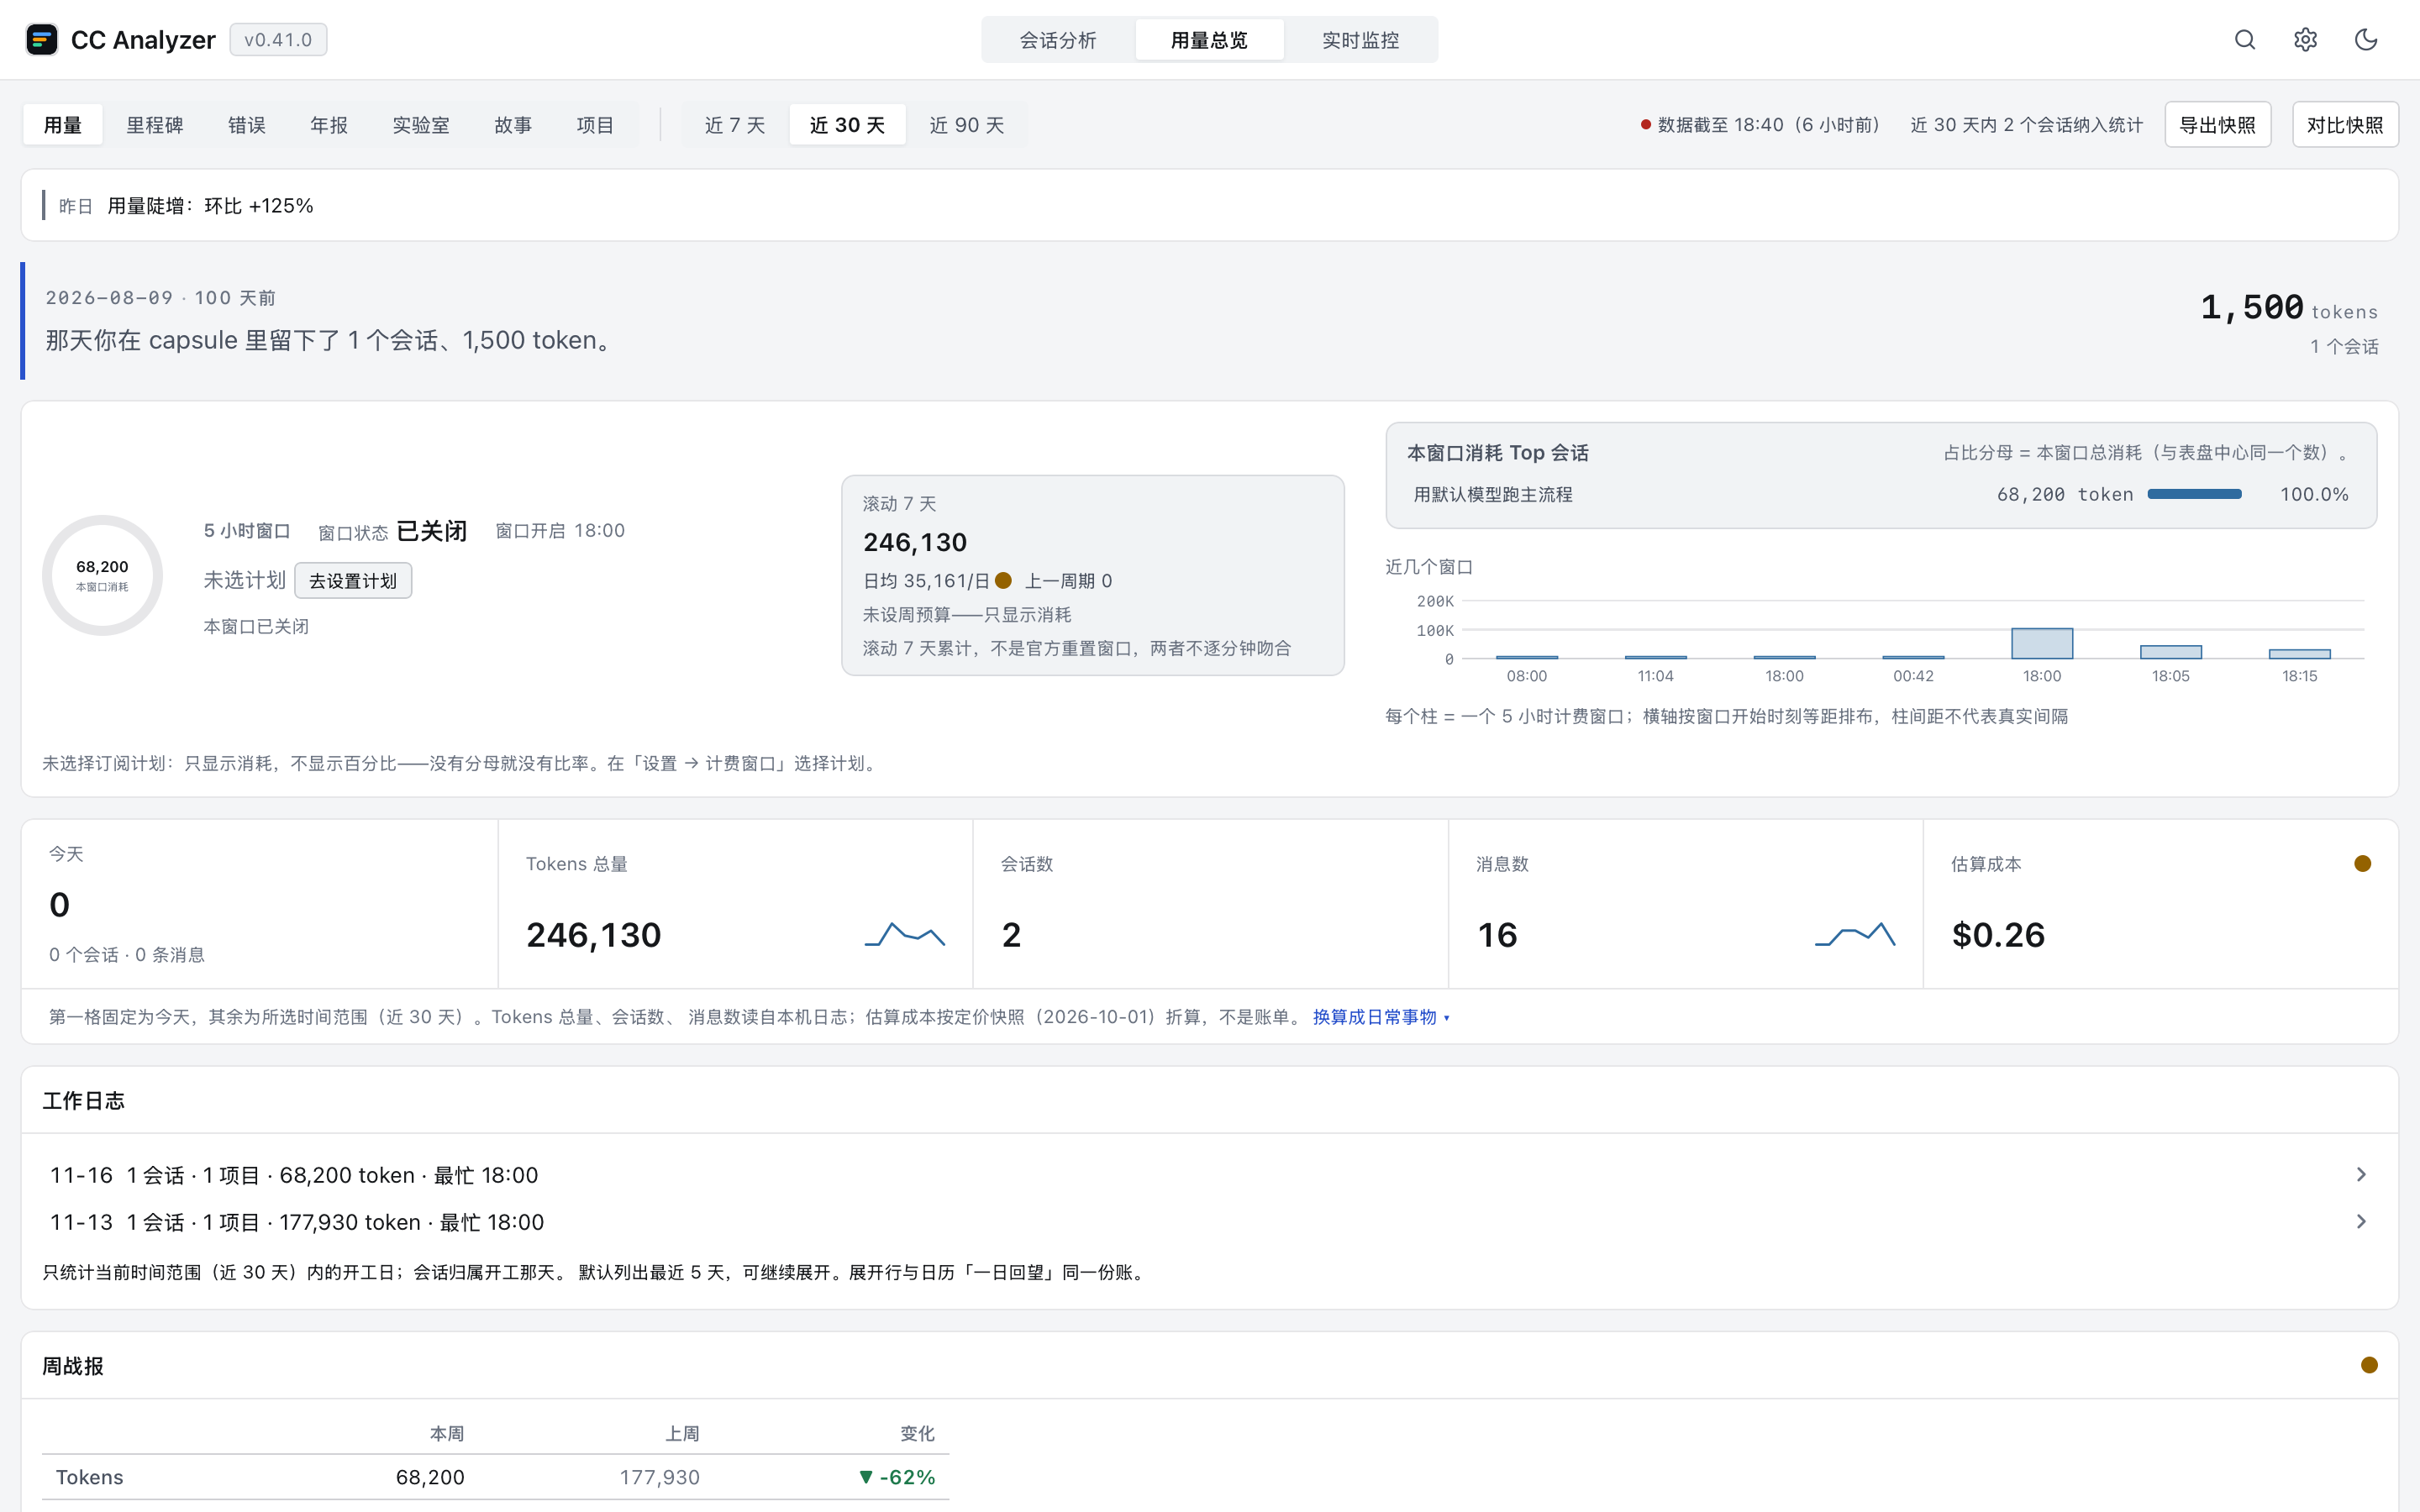 CC Analyzer v0.41.0 会话分析 用量总览 实时监控
用量 里程碑 错误 年报 实验室 故事 项目 近 7 天 近 30 天 近 90 天 数据截至 18:40（6 小时前） 近 30 天内 2 个会话纳入统计 导出快照 对比快照
昨日 用量陡增：环比 +125%
2026-08-09 · 100 天前
那天你在 capsule 里留下了 1 个会话、1,500 token。
1,500 tokens
1 个会话
68,200
本窗口消耗
5 小时窗口 窗口状态 已关闭 窗口开启 18:00
未选计划 去设置计划
本窗口已关闭
滚动 7 天
246,130
日均 35,161/日 上一周期 0
未设周预算——只显示消耗
滚动 7 天累计，不是官方重置窗口，两者不逐分钟吻合
本窗口消耗 Top 会话 占比分母 = 本窗口总消耗（与表盘中心同一个数）。
用默认模型跑主流程 68,200 token 100.0%
近几个窗口
200K
100K
0
08:00 11:04 18:00 00:42 18:00 18:05 18:15
每个柱 = 一个 5 小时计费窗口；横轴按窗口开始时刻等距排布，柱间距不代表真实间隔
未选择订阅计划：只显示消耗，不显示百分比——没有分母就没有比率。在「设置 → 计费窗口」选择计划。
今天
0
0 个会话 · 0 条消息
Tokens 总量
246,130
会话数
2
消息数
16
估算成本
$0.26
第一格固定为今天，其余为所选时间范围（近 30 天）。Tokens 总量、会话数、 消息数读自本机日志；估算成本按定价快照（2026-10-01）折算，不是账单。 换算成日常事物 ▾
工作日志
11-16 1 会话 · 1 项目 · 68,200 token · 最忙 18:00
11-13 1 会话 · 1 项目 · 177,930 token · 最忙 18:00
只统计当前时间范围（近 30 天）内的开工日；会话归属开工那天。 默认列出最近 5 天，可继续展开。展开行与日历「一日回望」同一份账。
周战报
本周 上周 变化
Tokens 68,200 177,930 ▼ -62%